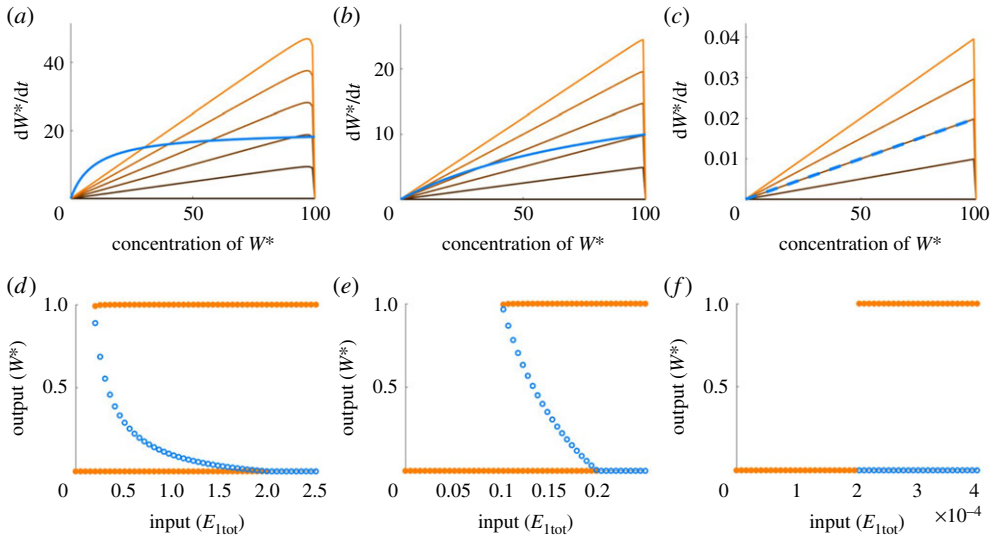 (a)
40
20
0
50
100
dW*/dt
concentration of W*
(b)
20
10
0
50
100
dW*/dt
concentration of W*
(c)
0.04
0.03
0.02
0.01
0
50
100
dW*/dt
concentration of W*
(d)
1.0
0.5
0
0.5
1.0
1.5
2.0
2.5
output (W*)
input (E1tot)
(e)
1.0
0.5
0
0.05
0.1
0.15
0.2
output (W*)
input (E1tot)
(f)
1.0
0.5
0
1
2
3
4
×10–4
output (W*)
input (E1tot)